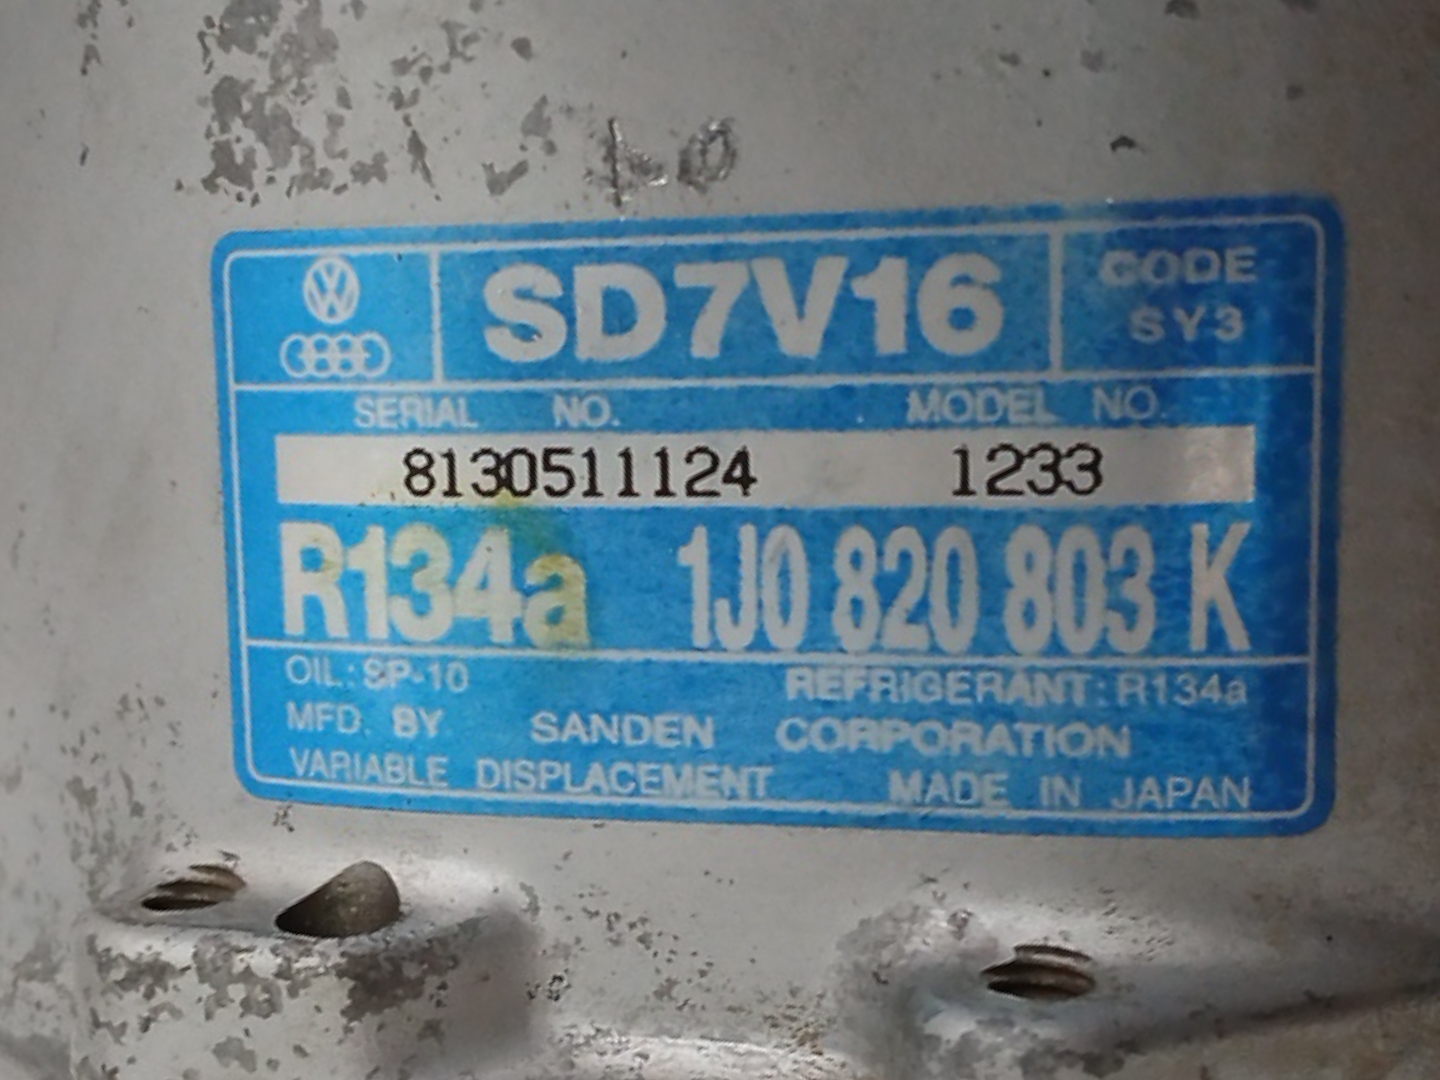 SD7V16
CODE
SY3
SERIAL NO. MODEL NO.
8130511124 1233
R134a 1J0 820 803 K
OIL: SP-10 REFRIGERANT: R134a
MFD. BY SANDEN CORPORATION
VARIABLE DISPLACEMENT MADE IN JAPAN